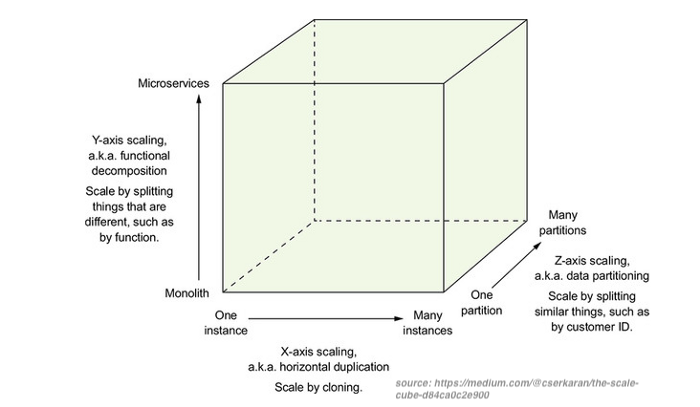 Microservices
Y-axis scaling,
a.k.a. functional
decomposition
Scale by splitting
things that are
different, such as
by function.
Monolith
One
instance
Many
instances
X-axis scaling,
a.k.a. horizontal duplication
Scale by cloning.
One
partition
Many
partitions
Z-axis scaling,
a.k.a. data partitioning
Scale by splitting
similar things, such as
by customer ID.
source: https://medium.com/@cserkaran/the-scale-
cube-d84ca0c2e900